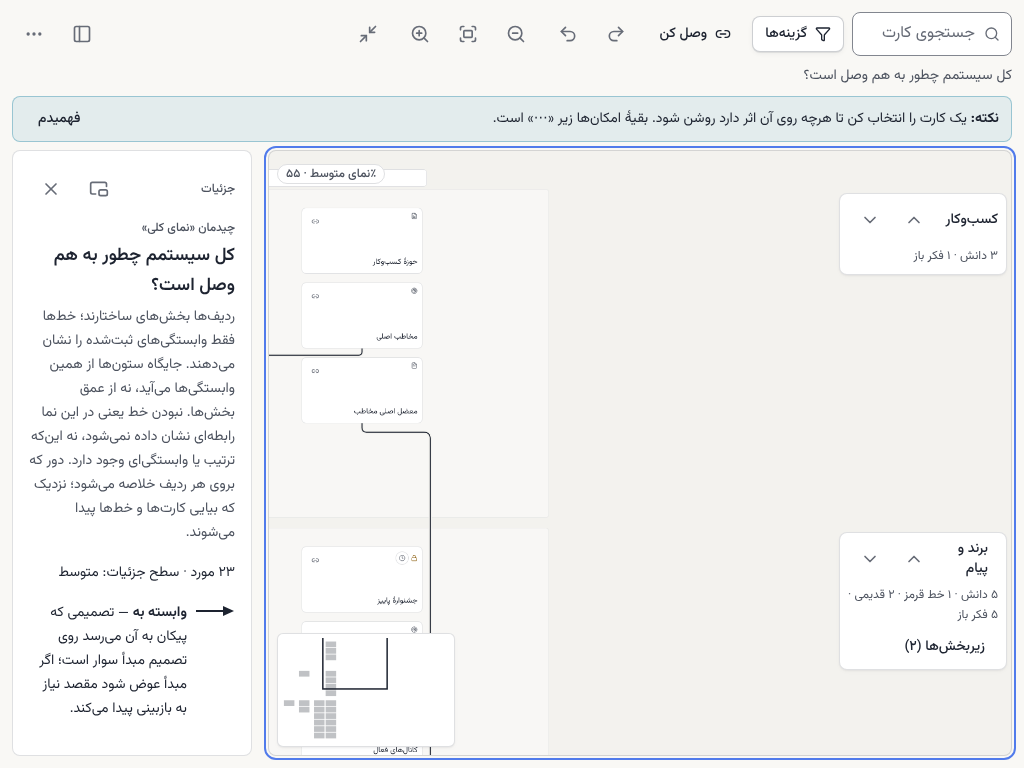 جستجوی کارت
گزینه‌ها
وصل کن
کل سیستمم چطور به هم وصل است؟
نکته: یک کارت را انتخاب کن تا هرچه روی آن اثر دارد روشن شود. بقیهٔ امکان‌ها زیر «⋯» است.
فهمیدم
کسب‌وکار
۳ دانش · ۱ فکر باز
برند و پیام
۵ دانش · ۱ خط قرمز · ۲ قدیمی ·
۵ فکر باز
زیربخش‌ها (۲)
نمای متوسط · ۵۵٪
حوزهٔ کسب‌وکار
مخاطب اصلی
معضل اصلی مخاطب
جشنوارهٔ پاییز
کانال‌های فعال
جزئیات
چیدمان «نمای کلی»
کل سیستمم چطور به هم
وصل است؟
ردیف‌ها بخش‌های ساختارند؛ خط‌ها
فقط وابستگی‌های ثبت‌شده را نشان
می‌دهند. جایگاه ستون‌ها از همین
وابستگی‌ها می‌آید، نه از عمق
بخش‌ها. نبودن خط یعنی در این نما
رابطه‌ای نشان داده نمی‌شود، نه این‌که
ترتیب یا وابستگی‌ای وجود دارد. دور که
بروی هر ردیف خلاصه می‌شود؛ نزدیک
که بیایی کارت‌ها و خط‌ها پیدا
می‌شوند.
۲۳ مورد · سطح جزئیات: متوسط
وابسته به — تصمیمی که
پیکان به آن می‌رسد روی
تصمیم مبدأ سوار است؛ اگر
مبدأ عوض شود مقصد نیاز
به بازبینی پیدا می‌کند.